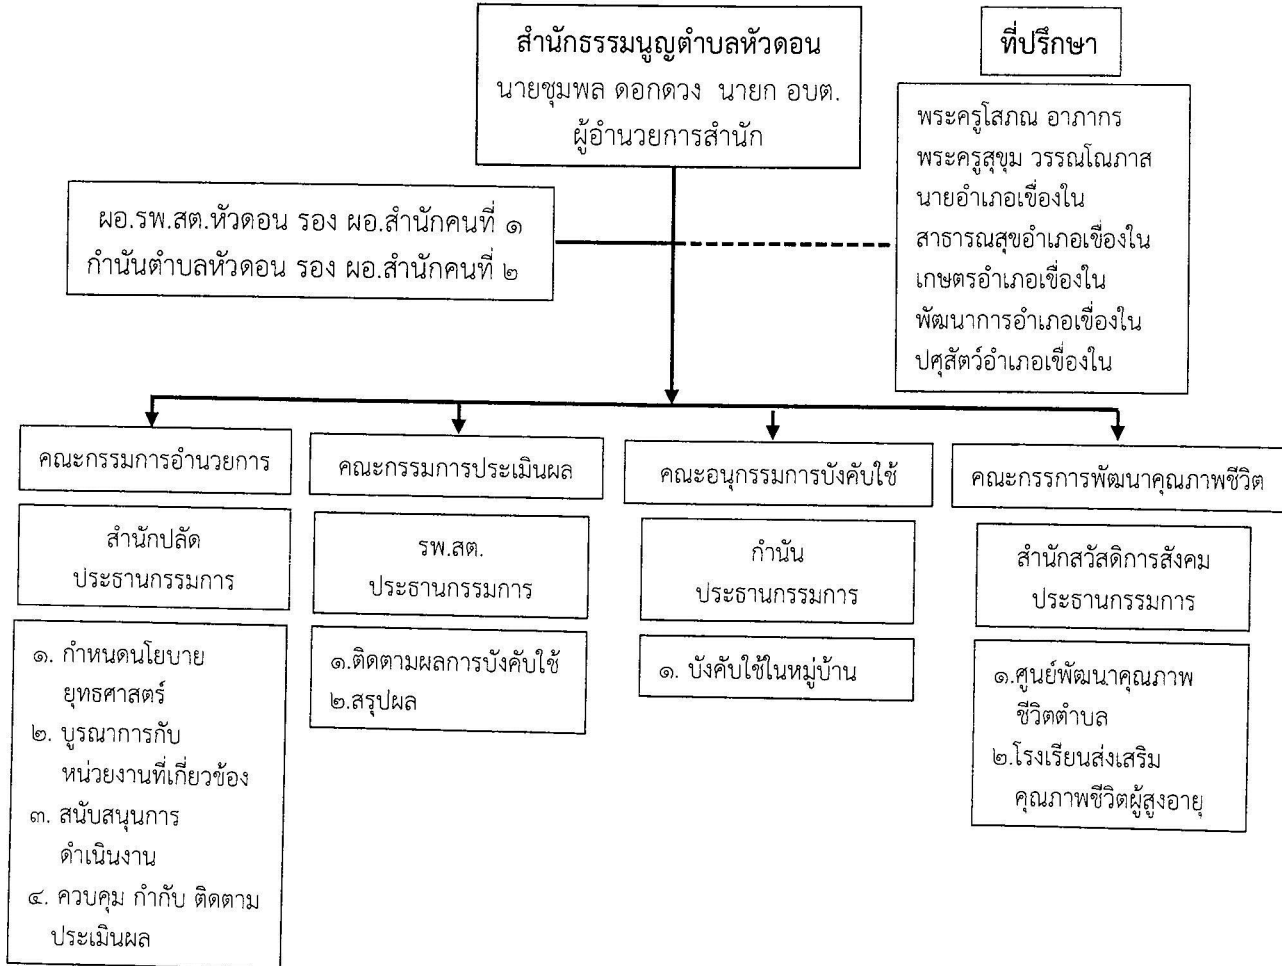 สำนักธรรมนูญตำบลหัวดอน
นายชุมพล ดอกดวง นายก อบต.
ผู้อำนวยการสำนัก
ที่ปรึกษา
พระครูโสภณ อาภากร
พระครูสุขุม วรรณโณภาส
นายอำเภอเขื่องใน
สาธารณสุขอำเภอเขื่องใน
เกษตรอำเภอเขื่องใน
พัฒนาการอำเภอเขื่องใน
ปศุสัตว์อำเภอเขื่องใน
ผอ.รพ.สต.หัวดอน รอง ผอ.สำนักคนที่ ๑
กำนันตำบลหัวดอน รอง ผอ.สำนักคนที่ ๒
คณะกรรมการอำนวยการ
สำนักปลัด
ประธานกรรมการ
๑. กำหนดนโยบาย
ยุทธศาสตร์
๒. บูรณาการกับ
หน่วยงานที่เกี่ยวข้อง
๓. สนับสนุนการ
ดำเนินงาน
๔. ควบคุม กำกับ ติดตาม
ประเมินผล
คณะกรรมการประเมินผล
รพ.สต.
ประธานกรรมการ
๑.ติดตามผลการบังคับใช้
๒.สรุปผล
คณะอนุกรรมการบังคับใช้
กำนัน
ประธานกรรมการ
๑. บังคับใช้ในหมู่บ้าน
คณะกรรการพัฒนาคุณภาพชีวิต
สำนักสวัสดิการสังคม
ประธานกรรมการ
๑.ศูนย์พัฒนาคุณภาพ
ชีวิตตำบล
๒.โรงเรียนส่งเสริม
คุณภาพชีวิตผู้สูงอายุ